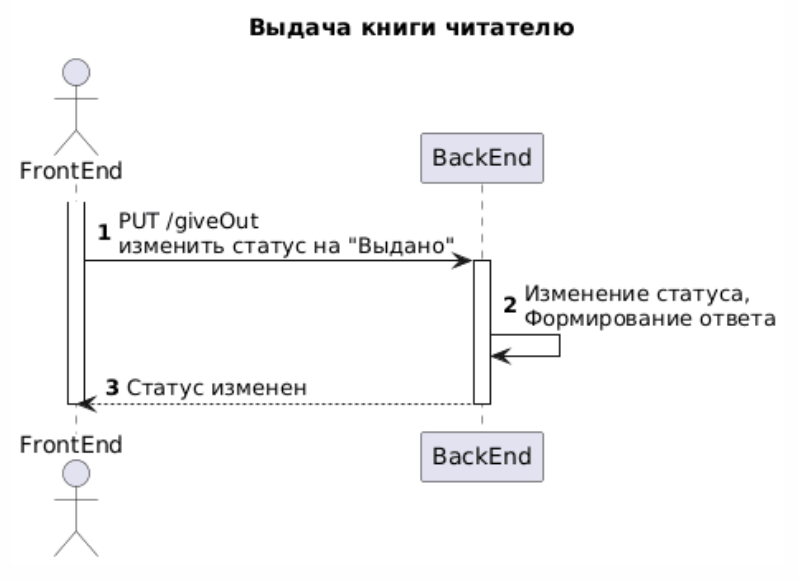 Выдача книги читателю
FrontEnd
BackEnd
1 PUT /giveOut
изменить статус на "Выдано"
2 Изменение статуса,
Формирование ответа
3 Статус изменен
FrontEnd
BackEnd